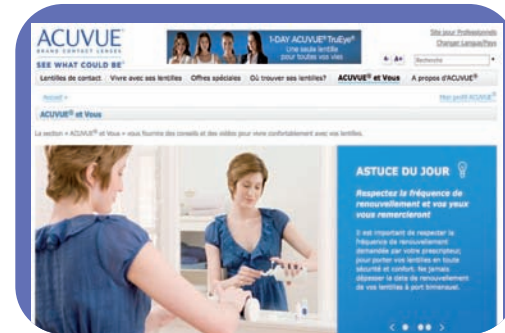 ACUVUE®
BRAND CONTACT LENSES
SEE WHAT COULD BE™
1-DAY ACUVUE® TruEye®
Une seule lentille
pour toutes vos vies
Site pour Professionnels
Changer Langue/Pays
A- A+
Recherche
Lentilles de contact Vivre avec ses lentilles Offres spéciales Où trouver ses lentilles? ACUVUE® et Vous A propos d'ACUVUE®
Accueil »
Mon profil ACUVUE®
ACUVUE® et Vous
La section « ACUVUE® et Vous » vous fournira des conseils et des vidéos pour vivre confortablement avec vos lentilles.
ASTUCE DU JOUR
Respectez la fréquence de
renouvellement et vos yeux
vous remercieront
Il est important de respecter la
fréquence de renouvellement
demandée par votre prescripteur,
pour porter vos lentilles en toute
sécurité et confort. Ne jamais
dépasser la date de renouvellement
de vos lentilles à port bimensuel.